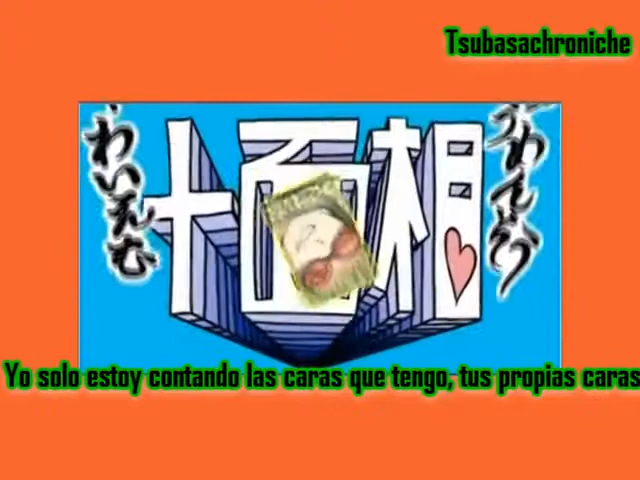 Tsubasachroniche
わいえむ
十面相
Yo solo estoy contando las caras que tengo, tus propias caras